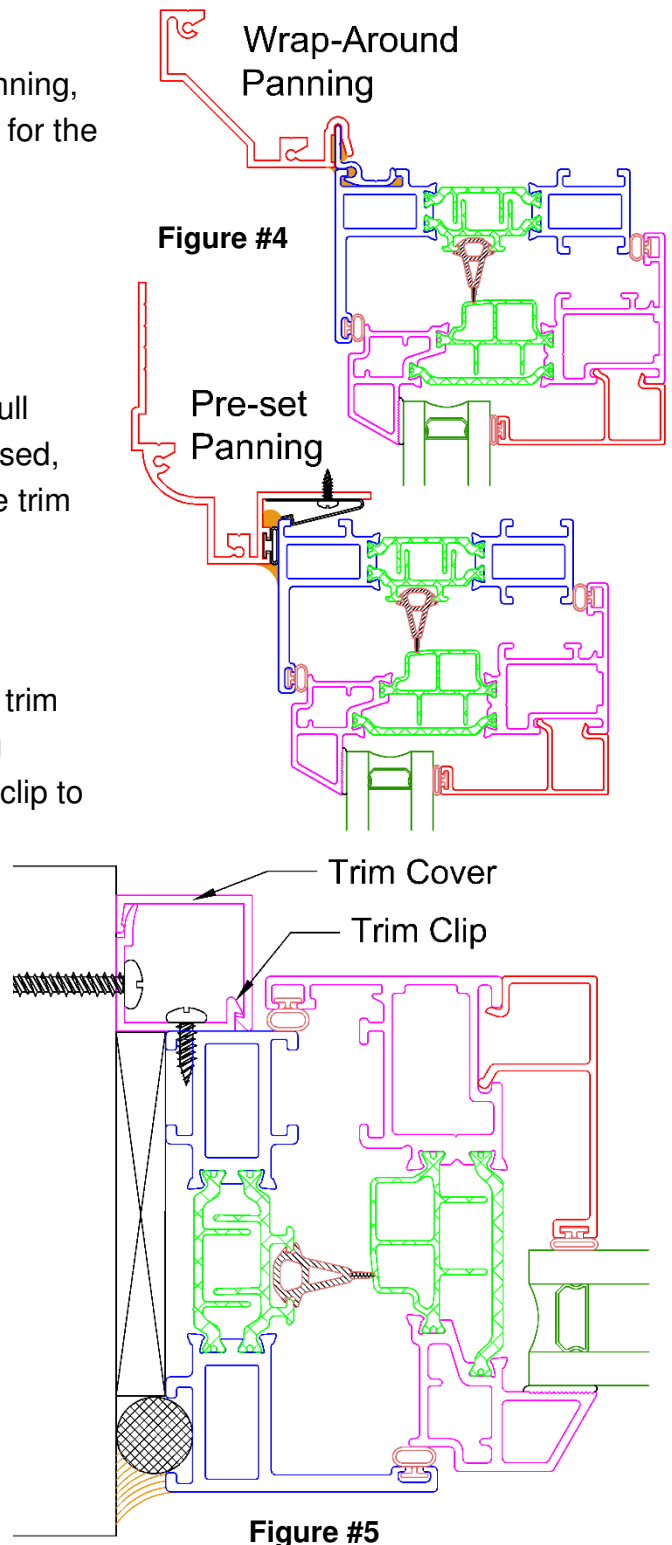 Wrap-Around
Panning
nning,
for the
Figure #4
ull
sed,
e trim
Pre-set
Panning
trim
clip to
Trim Cover
Trim Clip
Figure #5